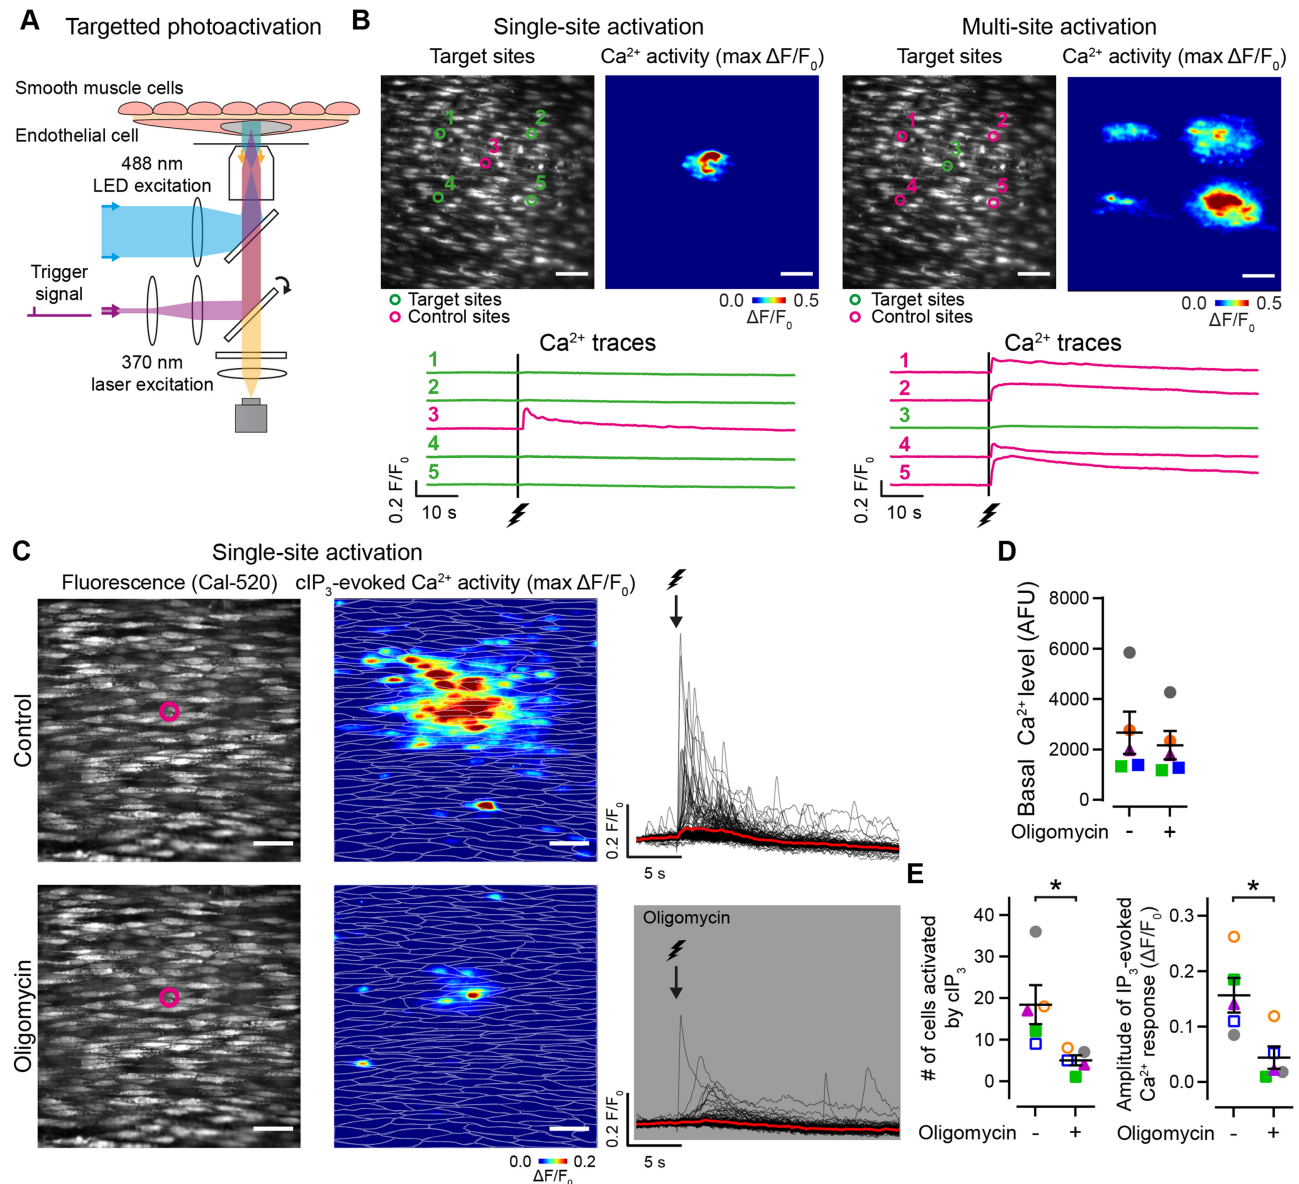 A
Targetted photoactivation
Smooth muscle cells
Endothelial cell
488 nm
LED excitation
Trigger
signal
370 nm
laser excitation
B
Single-site activation
Target sites
Ca²⁺ activity (max ΔF/F₀)
1
2
3
4
5
Target sites
Control sites
0.0
0.5
ΔF/F₀
Ca²⁺ traces
1
2
3
4
5
0.2 F/F₀
10 s
Multi-site activation
Target sites
Ca²⁺ activity (max ΔF/F₀)
1
2
3
4
5
Target sites
Control sites
0.0
0.5
ΔF/F₀
Ca²⁺ traces
1
2
3
4
5
0.2 F/F₀
10 s
C
Single-site activation
Fluorescence (Cal-520)
cIP₃-evoked Ca²⁺ activity (max ΔF/F₀)
Control
0.2 F/F₀
5 s
Oligomycin
Oligomycin
0.2 F/F₀
5 s
0.0
0.2
ΔF/F₀
D
Basal Ca²⁺ level (AFU)
8000
6000
4000
2000
0
Oligomycin - +
E
# of cells activated
by cIP₃
40
30
20
10
0
*
Oligomycin - +
Amplitude of IP₃-evoked
Ca²⁺ response (ΔF/F₀)
0.3
0.2
0.1
0.0
*
Oligomycin - +